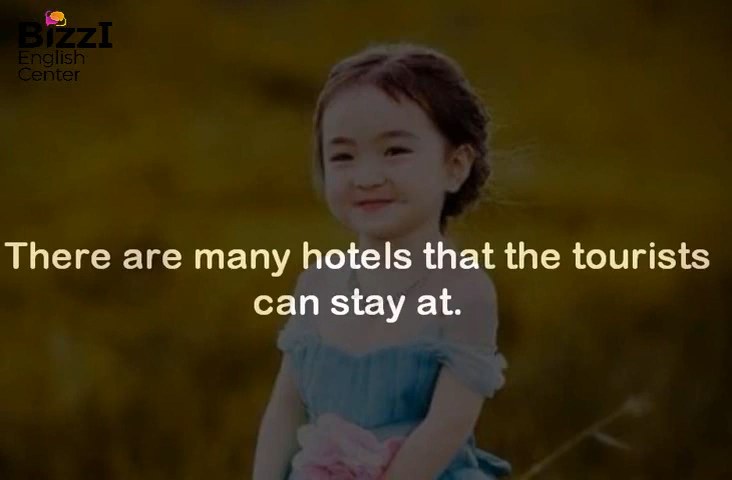 BizzI
English
Center
There are many hotels that the tourists
can stay at.